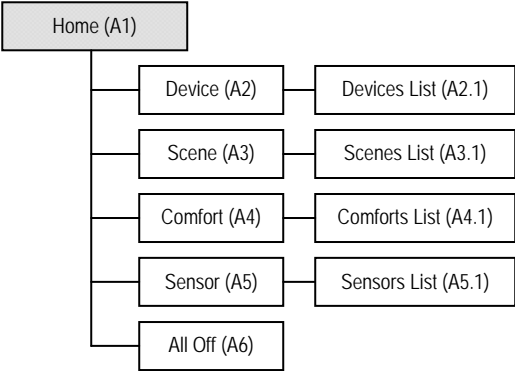 Home (A1)
Device (A2)
Devices List (A2.1)
Scene (A3)
Scenes List (A3.1)
Comfort (A4)
Comforts List (A4.1)
Sensor (A5)
Sensors List (A5.1)
All Off (A6)